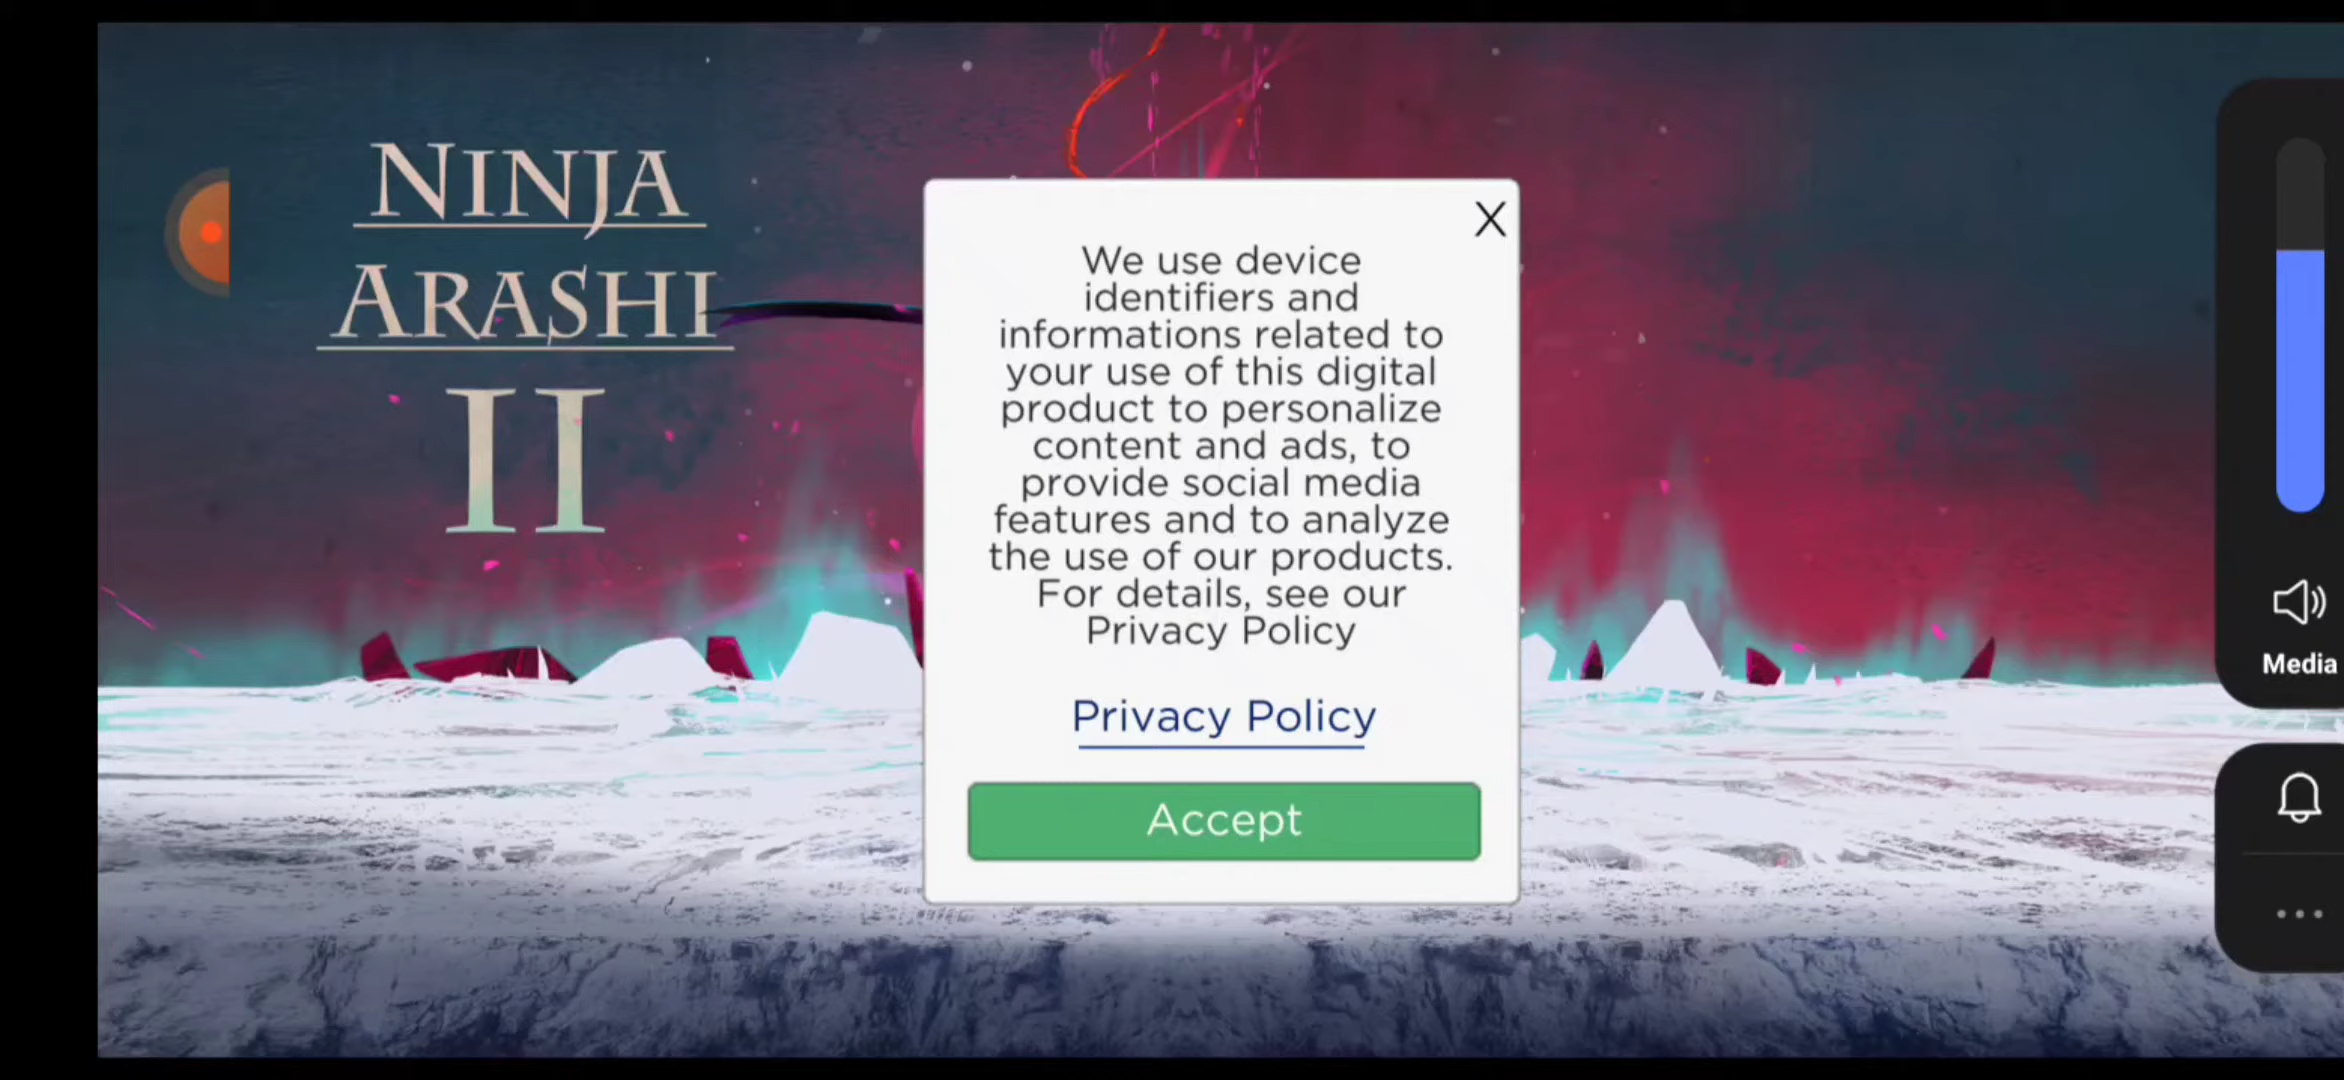 NINJA
ARASHI
II
X
We use device
identifiers and
informations related to
your use of this digital
product to personalize
content and ads, to
provide social media
features and to analyze
the use of our products.
For details, see our
Privacy Policy
Privacy Policy
Accept
Media